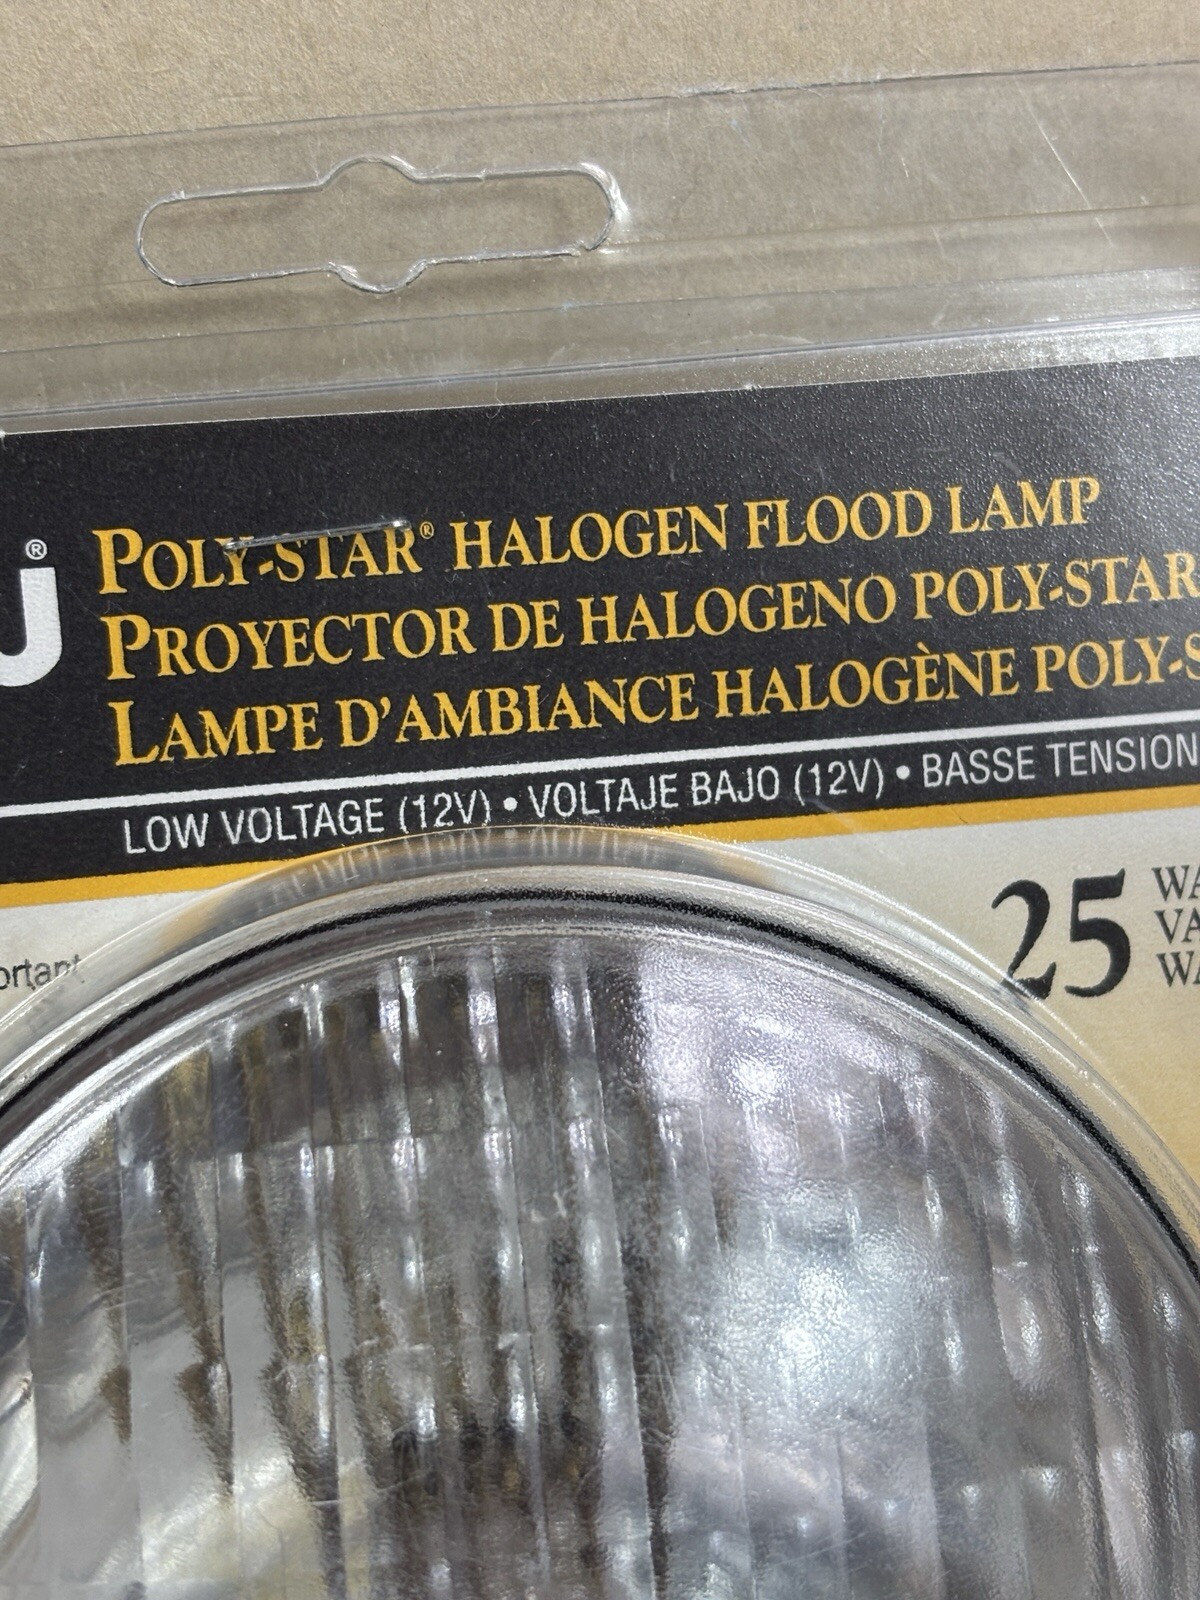 POLY-STAR® HALOGEN FLOOD LAMP
PROYECTOR DE HALOGENO POLY-STAR
LAMPE D'AMBIANCE HALOGÈNE POLY-S
LOW VOLTAGE (12V) • VOLTAJE BAJO (12V) • BASSE TENSION
25